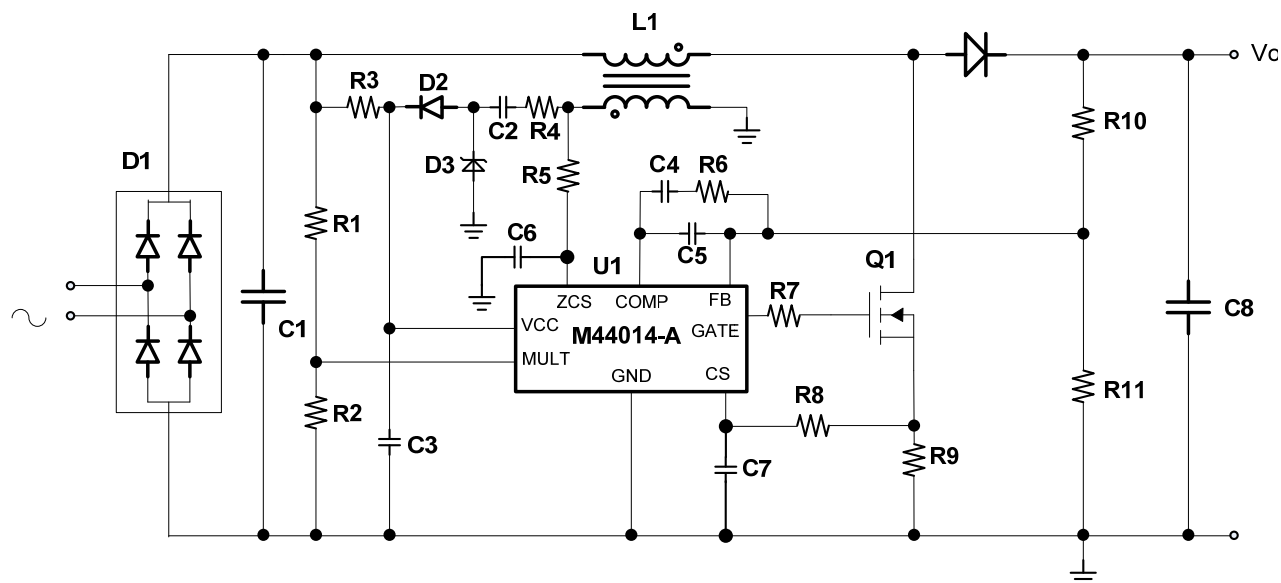 L1
Vo
R3
D2
C2
R4
R10
D1
D3
R5
C4
R6
R1
C6
C5
U1
Q1
ZCS
COMP
FB
R7
C1
VCC
M44014-A
GATE
C8
MULT
GND
CS
R2
R8
R11
C3
C7
R9